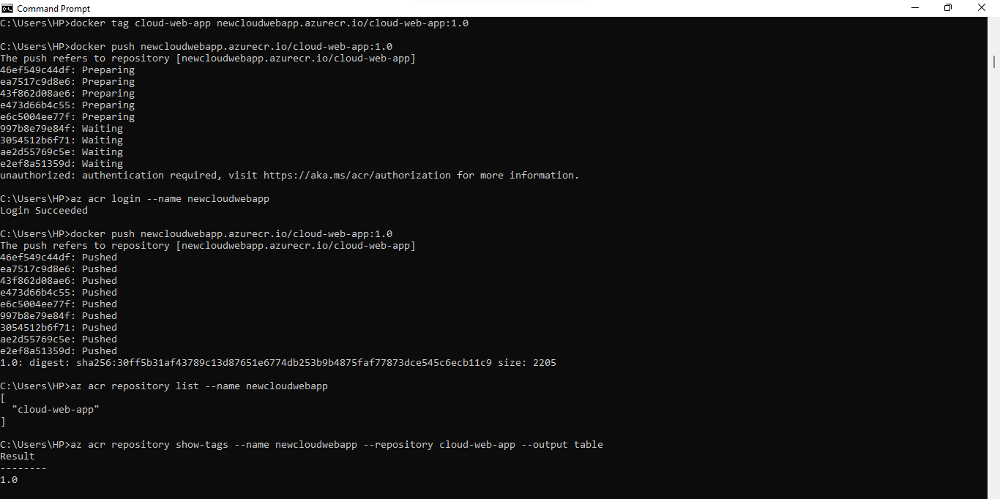 Command Prompt
C:\Users\HP>docker tag cloud-web-app newcloudwebapp.azurecr.io/cloud-web-app:1.0
C:\Users\HP>docker push newcloudwebapp.azurecr.io/cloud-web-app:1.0
The push refers to repository [newcloudwebapp.azurecr.io/cloud-web-app]
46ef549c44df: Preparing
ea7517c9d8e6: Preparing
43f862d08ae6: Preparing
e473d66b4c55: Preparing
e6c5004ee77f: Preparing
997b8e79e84f: Waiting
3054512b6f71: Waiting
ae2d55769c5e: Waiting
e2ef8a51359d: Waiting
unauthorized: authentication required, visit https://aka.ms/acr/authorization for more information.
C:\Users\HP>az acr login --name newcloudwebapp
Login Succeeded
C:\Users\HP>docker push newcloudwebapp.azurecr.io/cloud-web-app:1.0
The push refers to repository [newcloudwebapp.azurecr.io/cloud-web-app]
46ef549c44df: Pushed
ea7517c9d8e6: Pushed
43f862d08ae6: Pushed
e473d66b4c55: Pushed
e6c5004ee77f: Pushed
997b8e79e84f: Pushed
3054512b6f71: Pushed
ae2d55769c5e: Pushed
e2ef8a51359d: Pushed
1.0: digest: sha256:30ff5b31af43789c13d87651e6774db253b9b4875faf77873dce545c6ecb11c9 size: 2205
C:\Users\HP>az acr repository list --name newcloudwebapp
[
  "cloud-web-app"
]
C:\Users\HP>az acr repository show-tags --name newcloudwebapp --repository cloud-web-app --output table
Result
--------
1.0